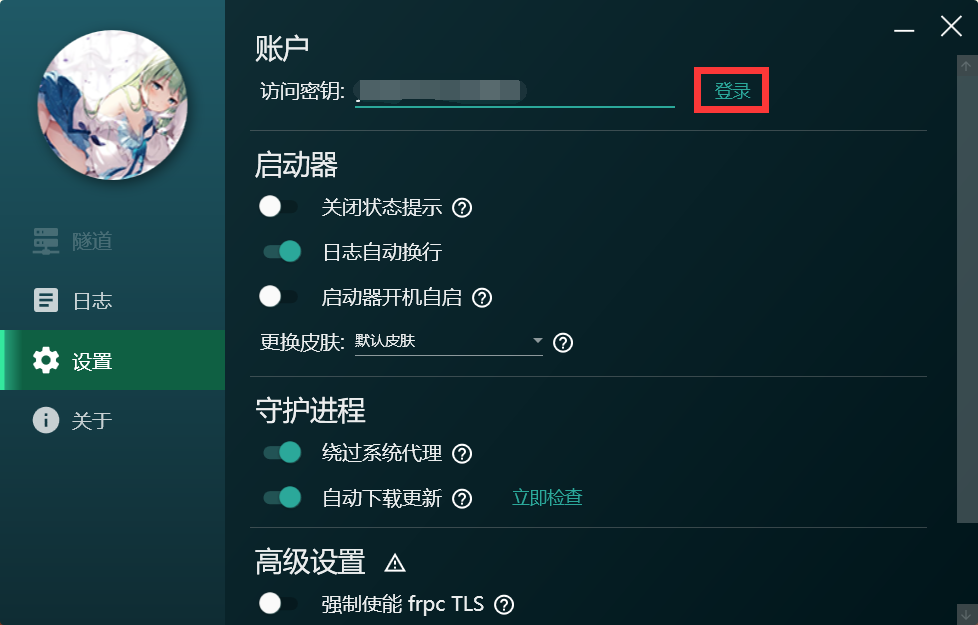 账户
访问密钥:
登录
启动器
关闭状态提示
日志自动换行
启动器开机自启
更换皮肤: 默认皮肤
守护进程
绕过系统代理
自动下载更新 立即检查
高级设置
强制使能 frpc TLS
隧道
日志
设置
关于